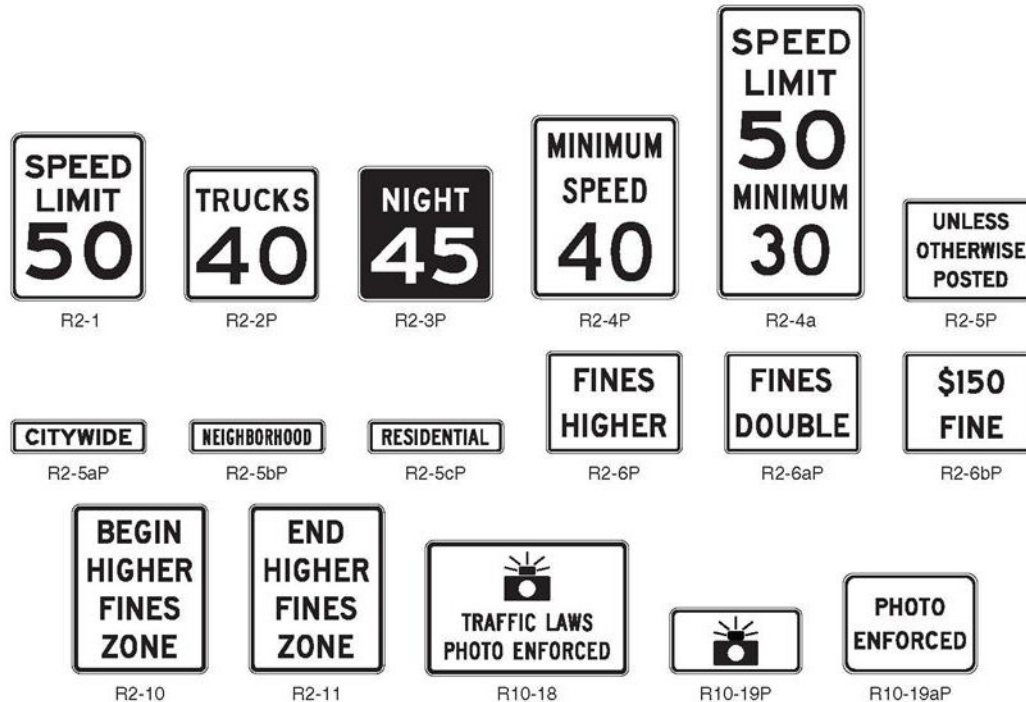 SPEED
LIMIT
50
R2-1
TRUCKS
40
R2-2P
NIGHT
45
R2-3P
MINIMUM
SPEED
40
R2-4P
SPEED
LIMIT
50
MINIMUM
30
R2-4a
UNLESS
OTHERWISE
POSTED
R2-5P
CITYWIDE
R2-5aP
NEIGHBORHOOD
R2-5bP
RESIDENTIAL
R2-5cP
FINES
HIGHER
R2-6P
FINES
DOUBLE
R2-6aP
$150
FINE
R2-6bP
BEGIN
HIGHER
FINES
ZONE
R2-10
END
HIGHER
FINES
ZONE
R2-11
TRAFFIC LAWS
PHOTO ENFORCED
R10-18
R10-19P
PHOTO
ENFORCED
R10-19aP